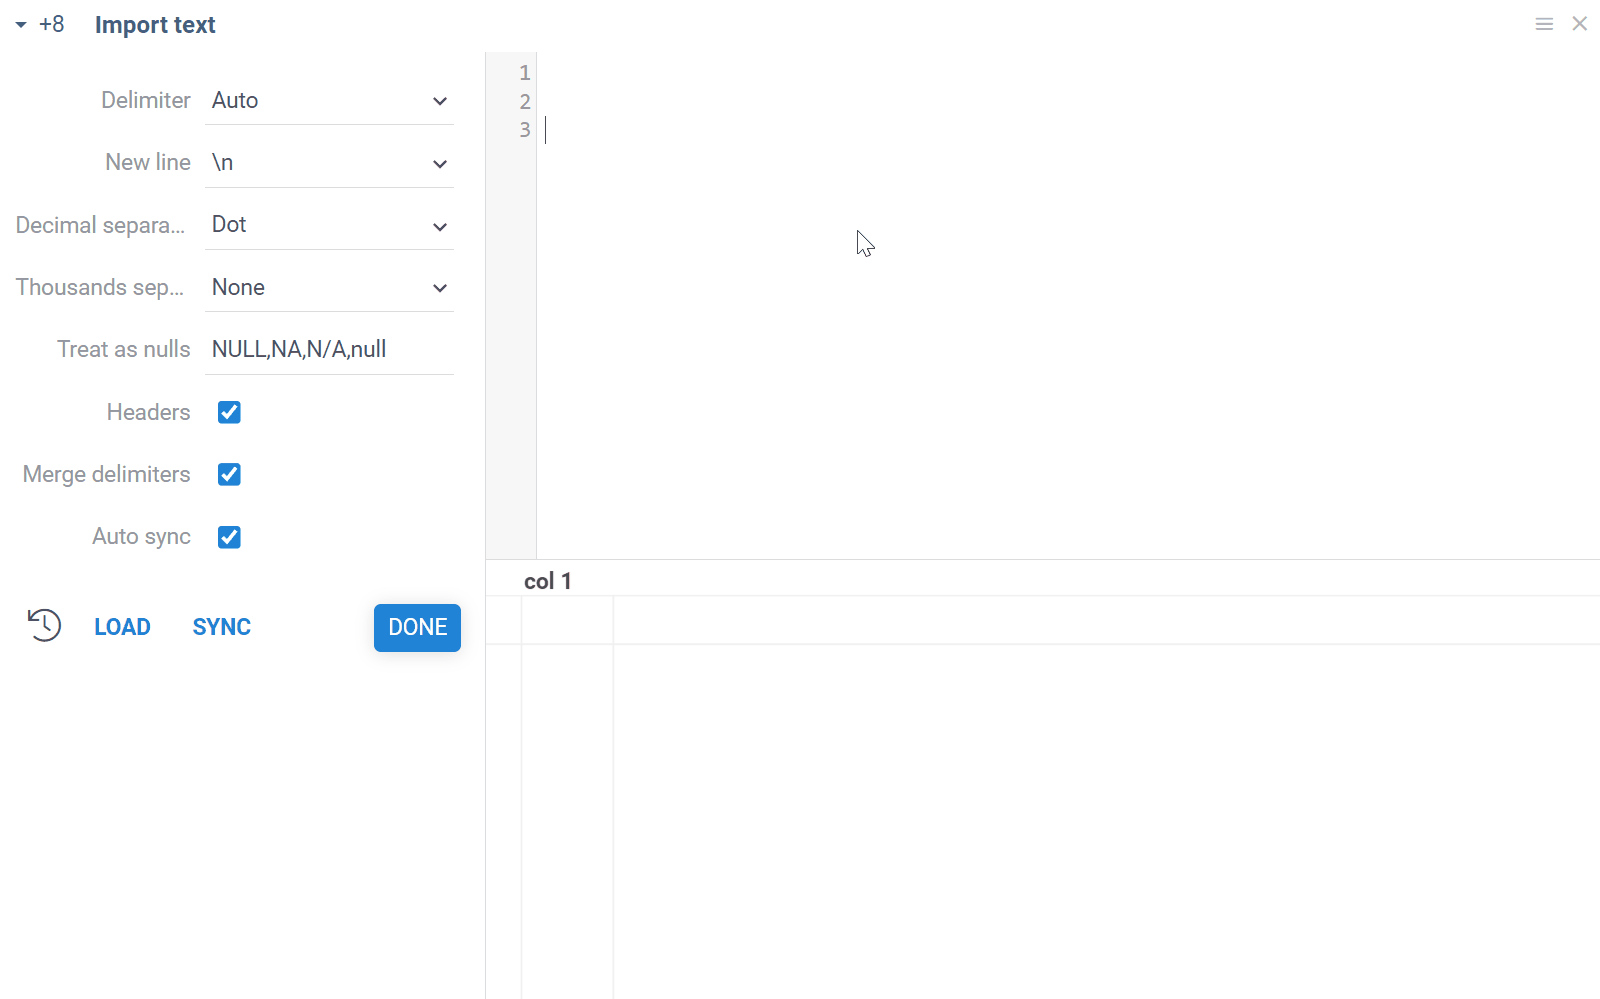 +8 Import text
Delimiter Auto
New line \n
Decimal separa... Dot
Thousands sep... None
Treat as nulls NULL,NA,N/A,null
Headers
Merge delimiters
Auto sync
LOAD SYNC DONE
1
2
3
col 1